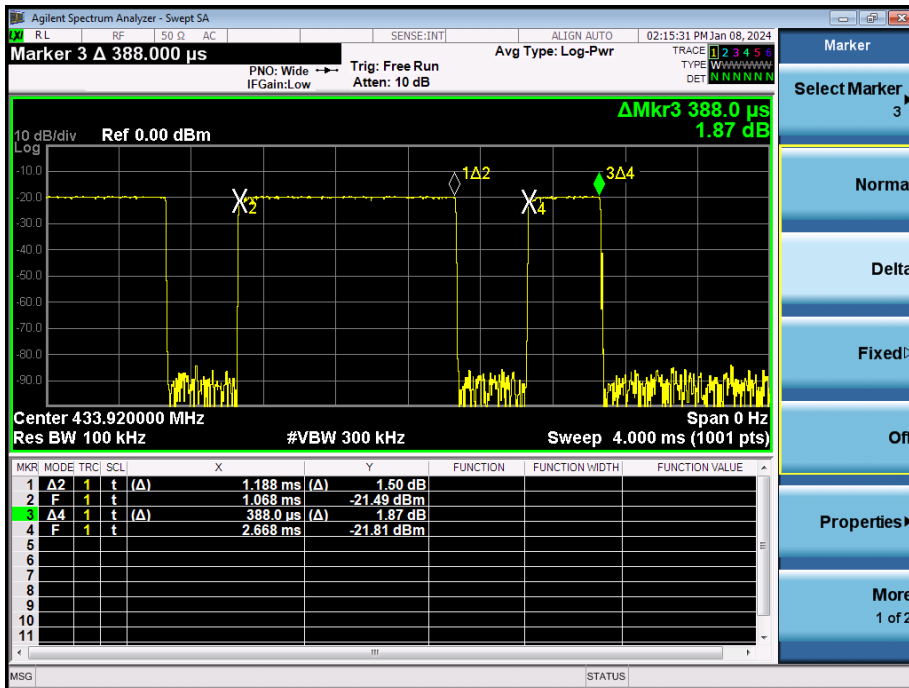 Agilent Spectrum Analyzer - Swept SA
LXI RL RF 50 Ω AC SENSE:INT ALIGN AUTO 02:15:31 PM Jan 08, 2024
Marker 3 Δ 388.000 µs
PNO: Wide
IFGain:Low
Trig: Free Run
Atten: 10 dB
Avg Type: Log-Pwr
TRACE 1 2 3 4 5 6
TYPE WWWWWW
DET N N N N N N
ΔMkr3 388.0 µs
1.87 dB
10 dB/div Ref 0.00 dBm
Log
-10.0
-20.0
-30.0
-40.0
-50.0
-60.0
-70.0
-80.0
-90.0
1Δ2
X2
X4
3Δ4
Center 433.920000 MHz Span 0 Hz
Res BW 100 kHz #VBW 300 kHz Sweep 4.000 ms (1001 pts)
MKR MODE TRC SCL X Y FUNCTION FUNCTION WIDTH FUNCTION VALUE
1 Δ2 1 t (Δ) 1.188 ms (Δ) 1.50 dB
2 F 1 t 1.068 ms -21.49 dBm
3 Δ4 1 t (Δ) 388.0 µs (Δ) 1.87 dB
4 F 1 t 2.668 ms -21.81 dBm
5
6
7
8
9
10
11
MSG STATUS
Marker
Select Marker
3
Norma
Delta
Fixed
Off
Properties
More
1 of 2